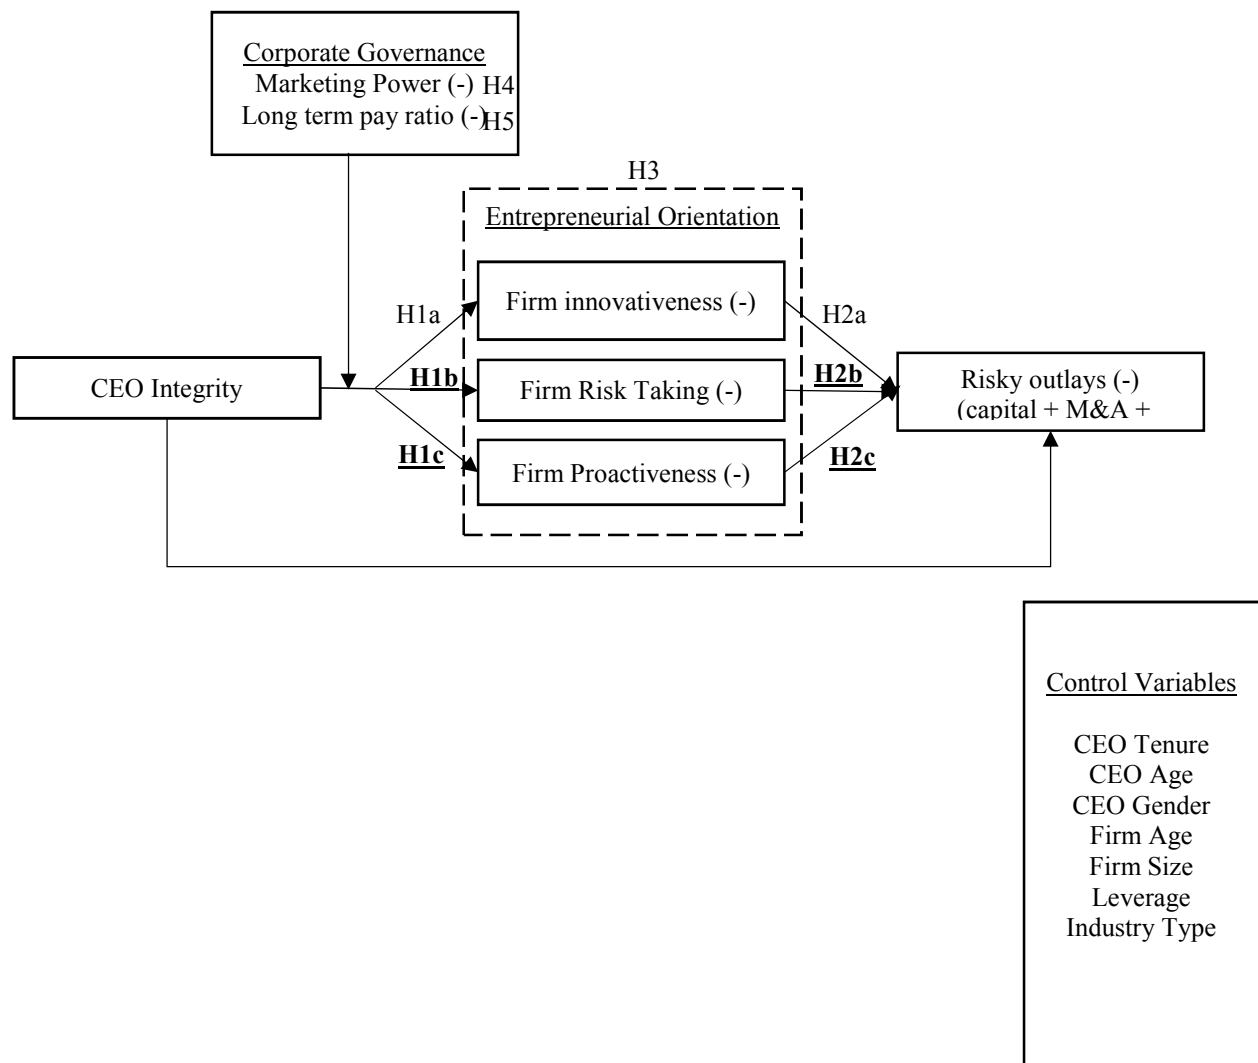 Corporate Governance
Marketing Power (-) H4
Long term pay ratio (-) H5
H3
Entrepreneurial Orientation
Firm innovativeness (-)
H1a
H2a
CEO Integrity
H1b
Firm Risk Taking (-)
H2b
Risky outlays (-)
(capital + M&A +
H1c
Firm Proactiveness (-)
H2c
Control Variables
CEO Tenure
CEO Age
CEO Gender
Firm Age
Firm Size
Leverage
Industry Type